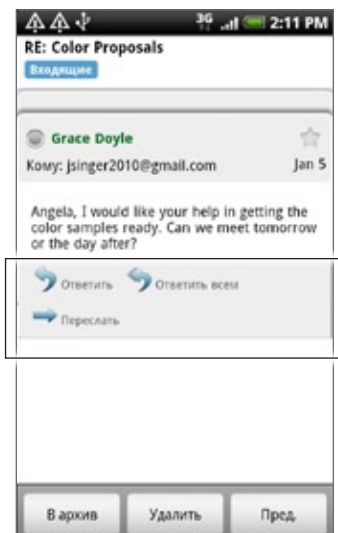 3G 2:11 PM
RE: Color Proposals
Входящие
Grace Doyle
Кому: jsinger2010@gmail.com Jan 5
Angela, I would like your help in getting the
color samples ready. Can we meet tomorrow
or the day after?
Ответить Ответить всем
Переслать
В архив Удалить Пред.